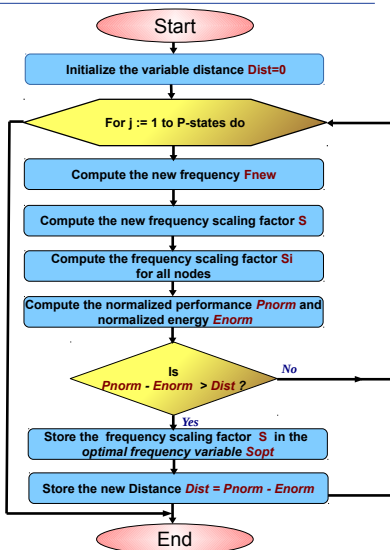 Start
Initialize the variable distance Dist=0
For j := 1 to P-states do
Compute the new frequency Fnew
Compute the new frequency scaling factor S
Compute the frequency scaling factor Si
for all nodes
Compute the normalized performance Pnorm and
normalized energy Enorm
Is
Pnorm - Enorm > Dist ?
No
Yes
Store the frequency scaling factor S in the
optimal frequency variable Sopt
Store the new Distance Dist = Pnorm - Enorm
End